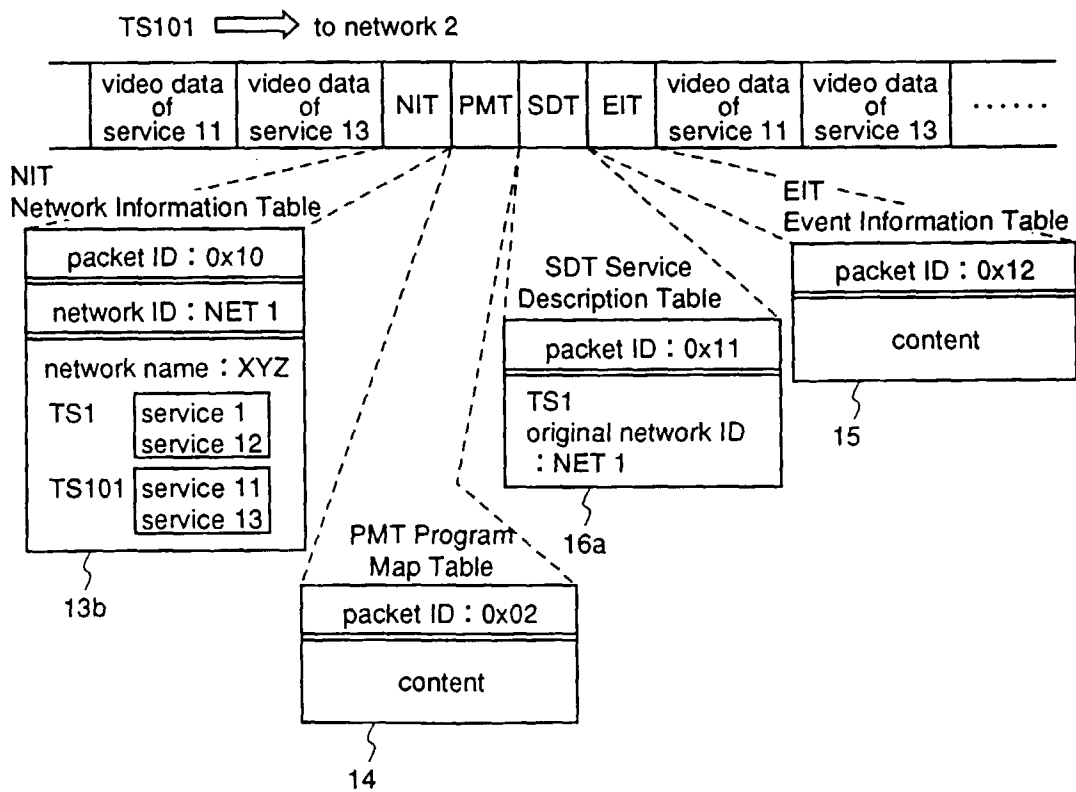 TS101 to network 2
video data of service 11
video data of service 13
NIT
PMT
SDT
EIT
video data of service 11
video data of service 13
......
NIT
Network Information Table
packet ID : 0x10
network ID : NET 1
network name : XYZ
TS1
service 1
service 12
TS101
service 11
service 13
13b
PMT Program
Map Table
packet ID : 0x02
content
14
SDT Service
Description Table
packet ID : 0x11
TS1
original network ID
: NET 1
16a
EIT
Event Information Table
packet ID : 0x12
content
15